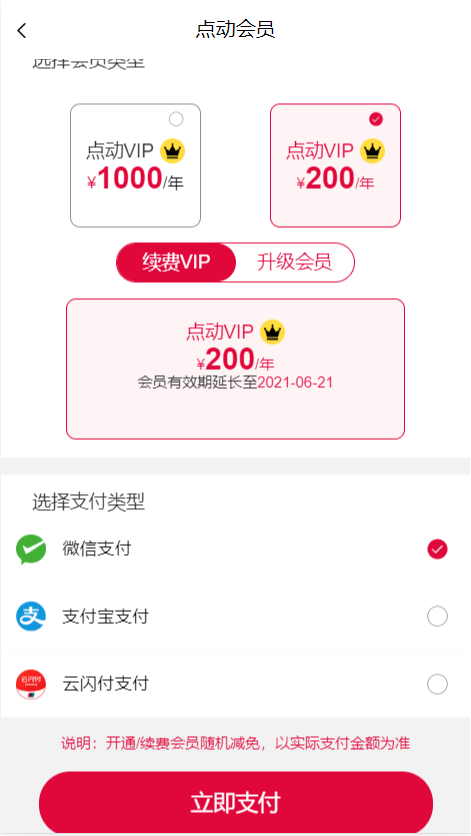 点动会员
选择会员类型
点动VIP
¥1000/年
点动VIP
¥200/年
续费VIP
升级会员
点动VIP
¥200/年
会员有效期延长至2021-06-21
选择支付类型
微信支付
支付宝支付
云闪付
云闪付支付
说明：开通/续费会员随机减免，以实际支付金额为准
立即支付